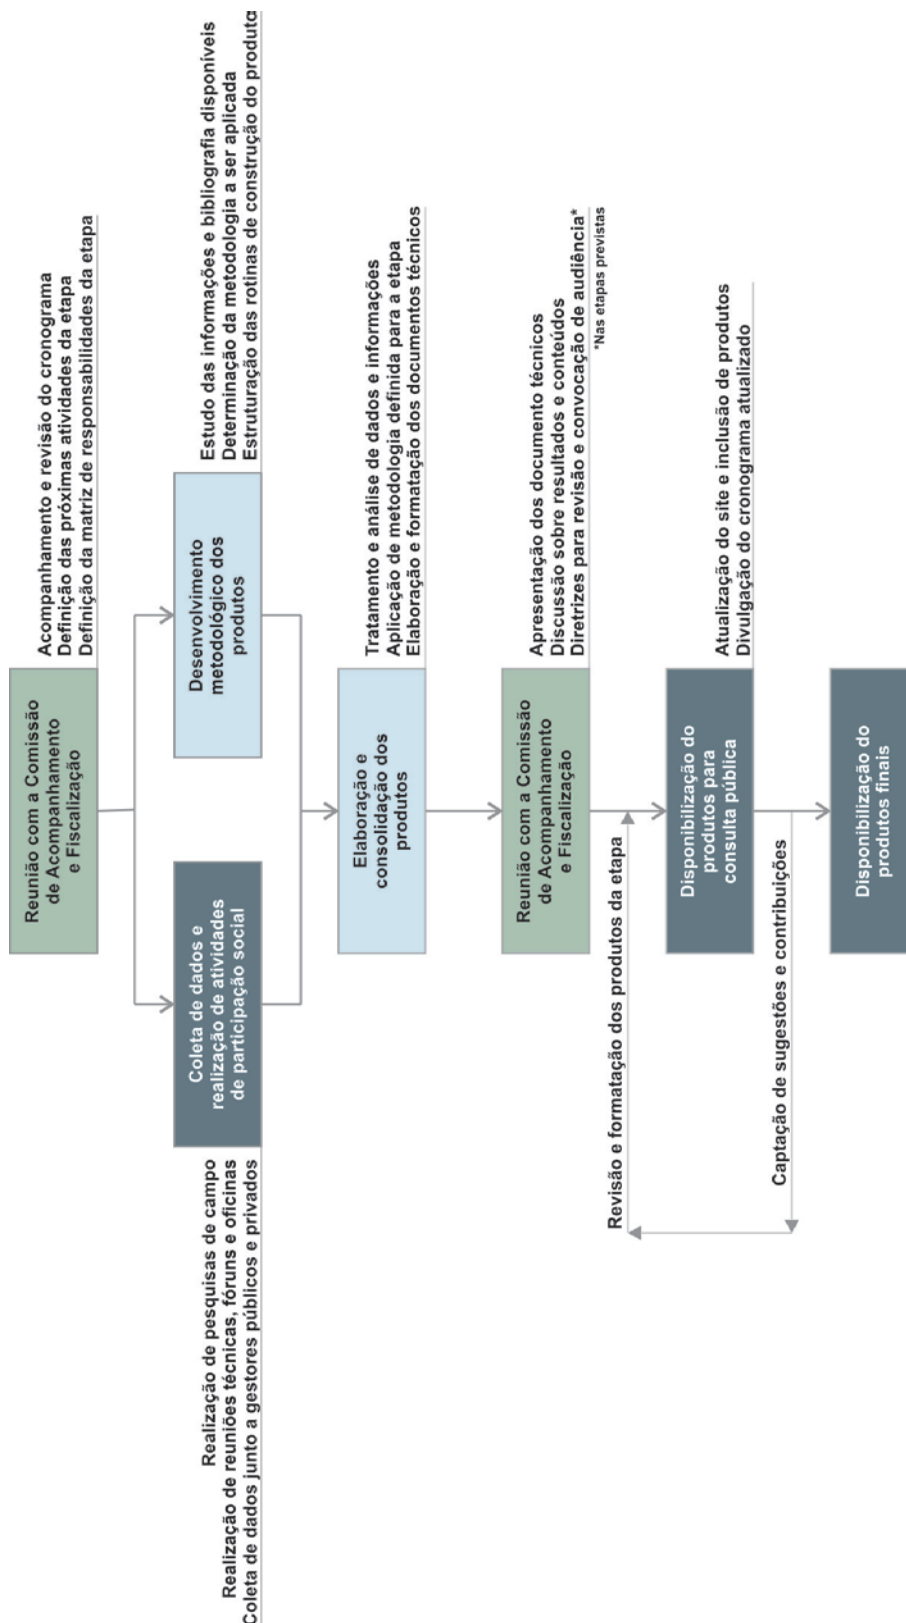 Reunião com a Comissão
de Acompanhamento
e Fiscalização
Acompanhamento e revisão do cronograma
Definição das próximas atividades da etapa
Definição da matriz de responsabilidades da etapa
Realização de pesquisas de campo
Realização de reuniões técnicas, fóruns e oficinas
Coleta de dados junto a gestores públicos e privados
Coleta de dados e
realização de atividades
de participação social
Desenvolvimento
metodológico dos
produtos
Estudo das informações e bibliografia disponíveis
Determinação da metodologia a ser aplicada
Estruturação das rotinas de construção do produto
Elaboração e
consolidação dos
produtos
Tratamento e análise de dados e informações
Aplicação de metodologia definida para a etapa
Elaboração e formatação dos documentos técnicos
Reunião com a Comissão
de Acompanhamento
e Fiscalização
Apresentação dos documento técnicos
Discussão sobre resultados e conteúdos
Diretrizes para revisão e convocação de audiência*
*Nas etapas previstas
Revisão e formatação dos produtos da etapa
Disponibilização do
produtos para
consulta pública
Atualização do site e inclusão de produtos
Divulgação do cronograma atualizado
Captação de sugestões e contribuições
Disponibilização do
produtos finais